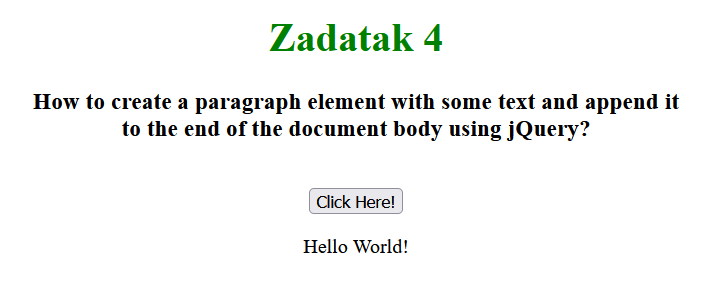 Zadatak 4
How to create a paragraph element with some text and append it
to the end of the document body using jQuery?
Click Here!
Hello World!